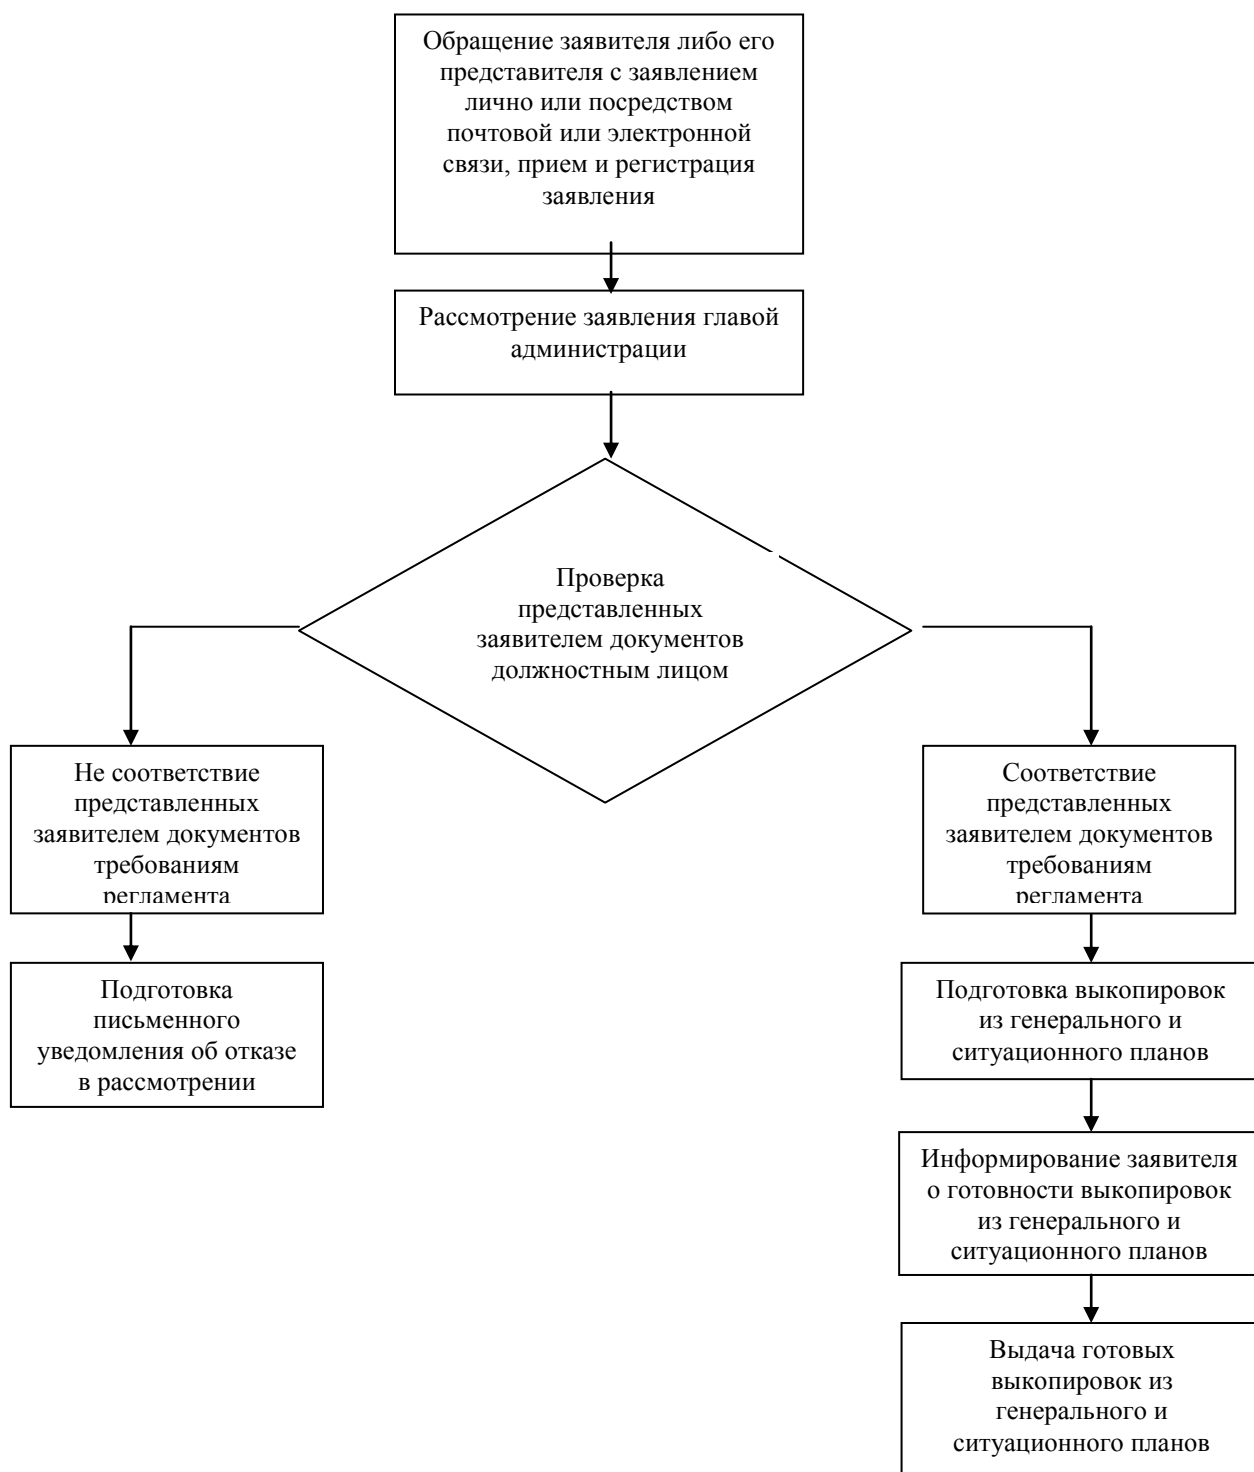 Обращение заявителя либо его
представителя с заявлением
лично или посредством
почтовой или электронной
связи, прием и регистрация
заявления
Рассмотрение заявления главой
администрации
Проверка
представленных
заявителем документов
должностным лицом
Не соответствие
представленных
заявителем документов
требованиям
регламента
Соответствие
представленных
заявителем документов
требованиям
регламента
Подготовка
письменного
уведомления об отказе
в рассмотрении
Подготовка выкопировок
из генерального и
ситуационного планов
Информирование заявителя
о готовности выкопировок
из генерального и
ситуационного планов
Выдача готовых
выкопировок из
генерального и
ситуационного планов